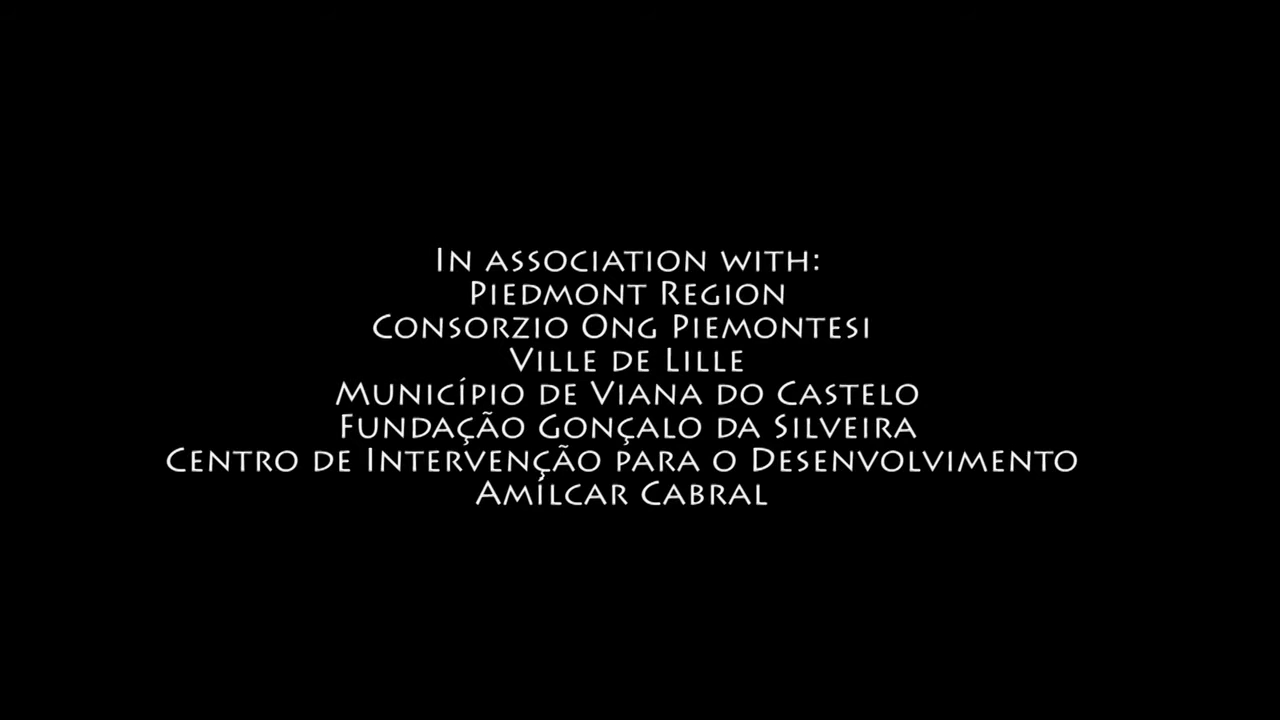 In association with:
Piedmont Region
Consorzio Ong Piemontesi
Ville de Lille
Município de Viana do Castelo
Fundação Gonçalo da Silveira
Centro de Intervenção para o Desenvolvimento
Amílcar Cabral